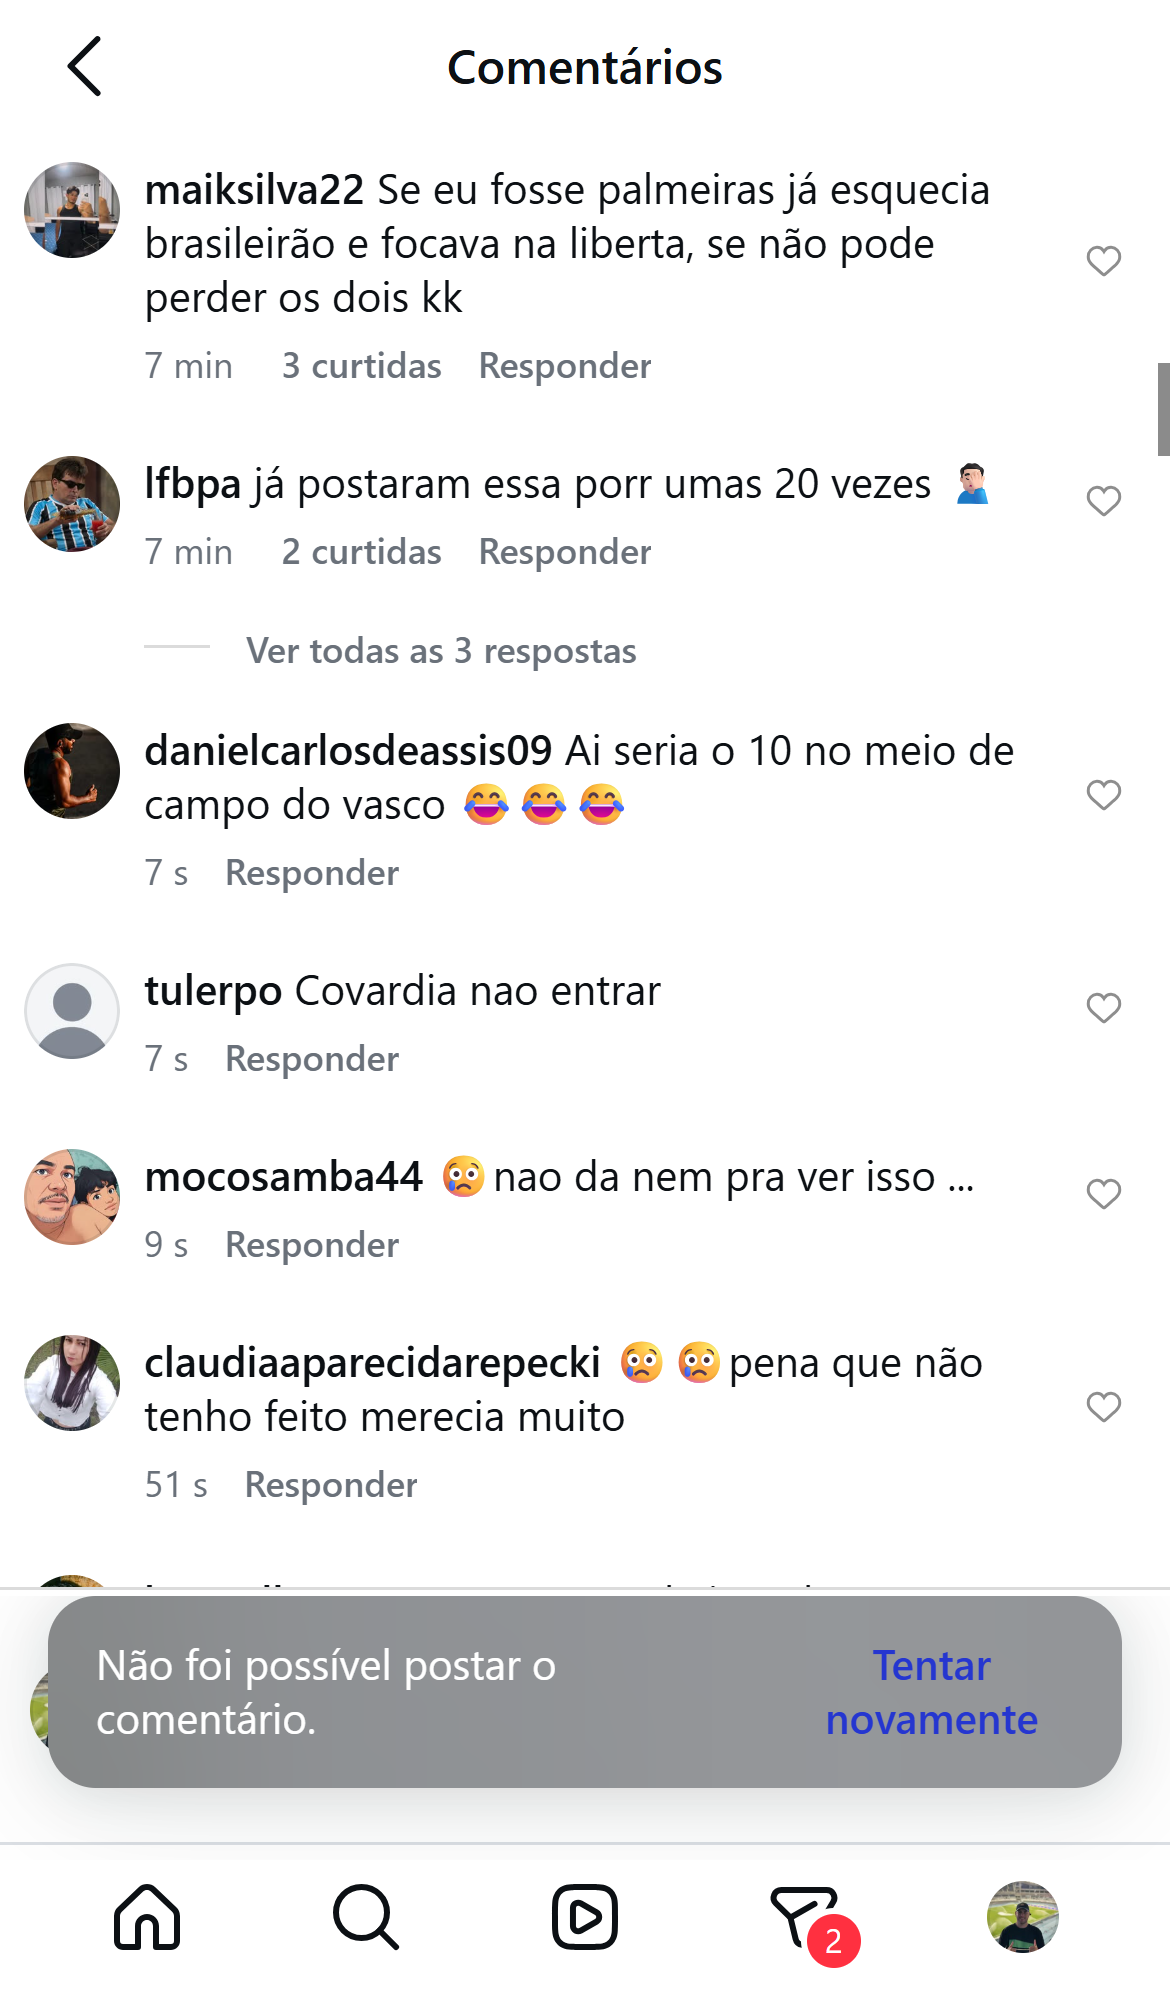 Comentários
maiksilva22 Se eu fosse palmeiras já esquecia
brasileirão e focava na liberta, se não pode
perder os dois kk
7 min 3 curtidas Responder
lfbpa já postaram essa porr umas 20 vezes 🤦🏻‍♂️
7 min 2 curtidas Responder
Ver todas as 3 respostas
danielcarlosdeassis09 Ai seria o 10 no meio de
campo do vasco 😂😂😂
7 s Responder
tulerpo Covardia nao entrar
7 s Responder
mocosamba44 😢nao da nem pra ver isso ...
9 s Responder
claudiaaparecidarepecki 😢😢pena que não
tenho feito merecia muito
51 s Responder
Não foi possível postar o
comentário.
Tentar
novamente
2